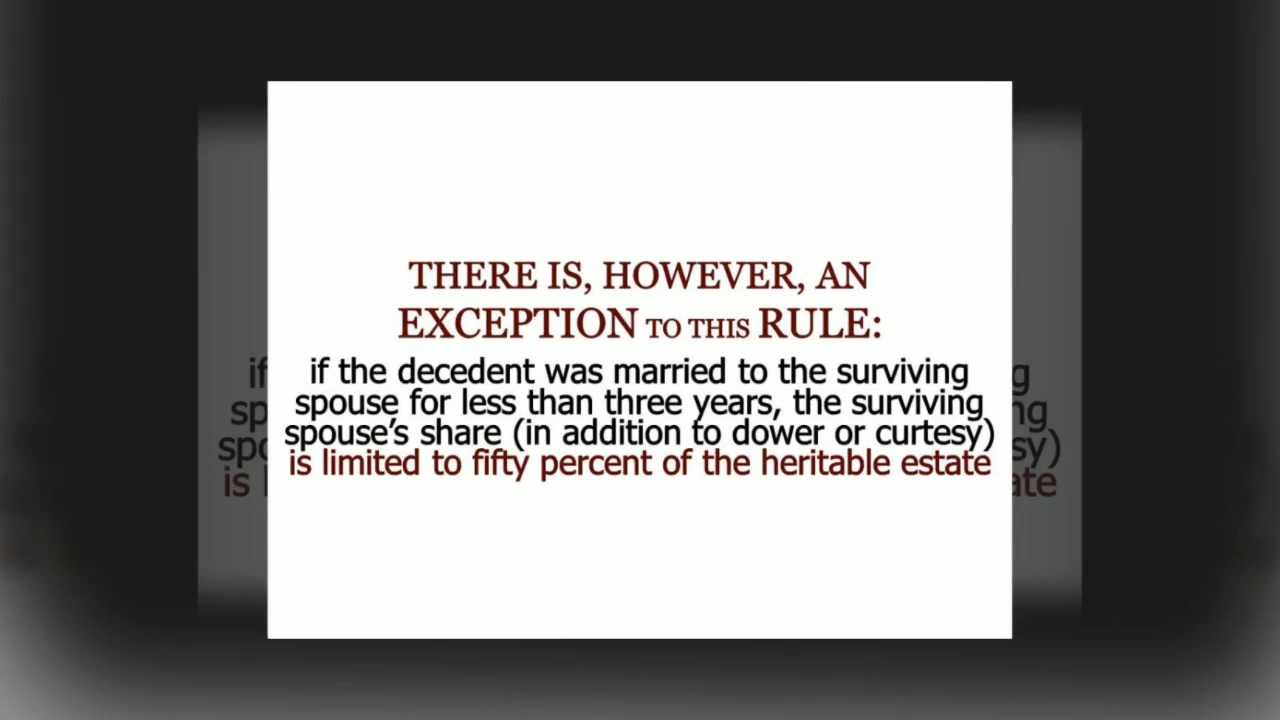 THERE IS, HOWEVER, AN
EXCEPTION TO THIS RULE:
if the decedent was married to the surviving
spouse for less than three years, the surviving
spouse’s share (in addition to dower or curtesy)
is limited to fifty percent of the heritable estate